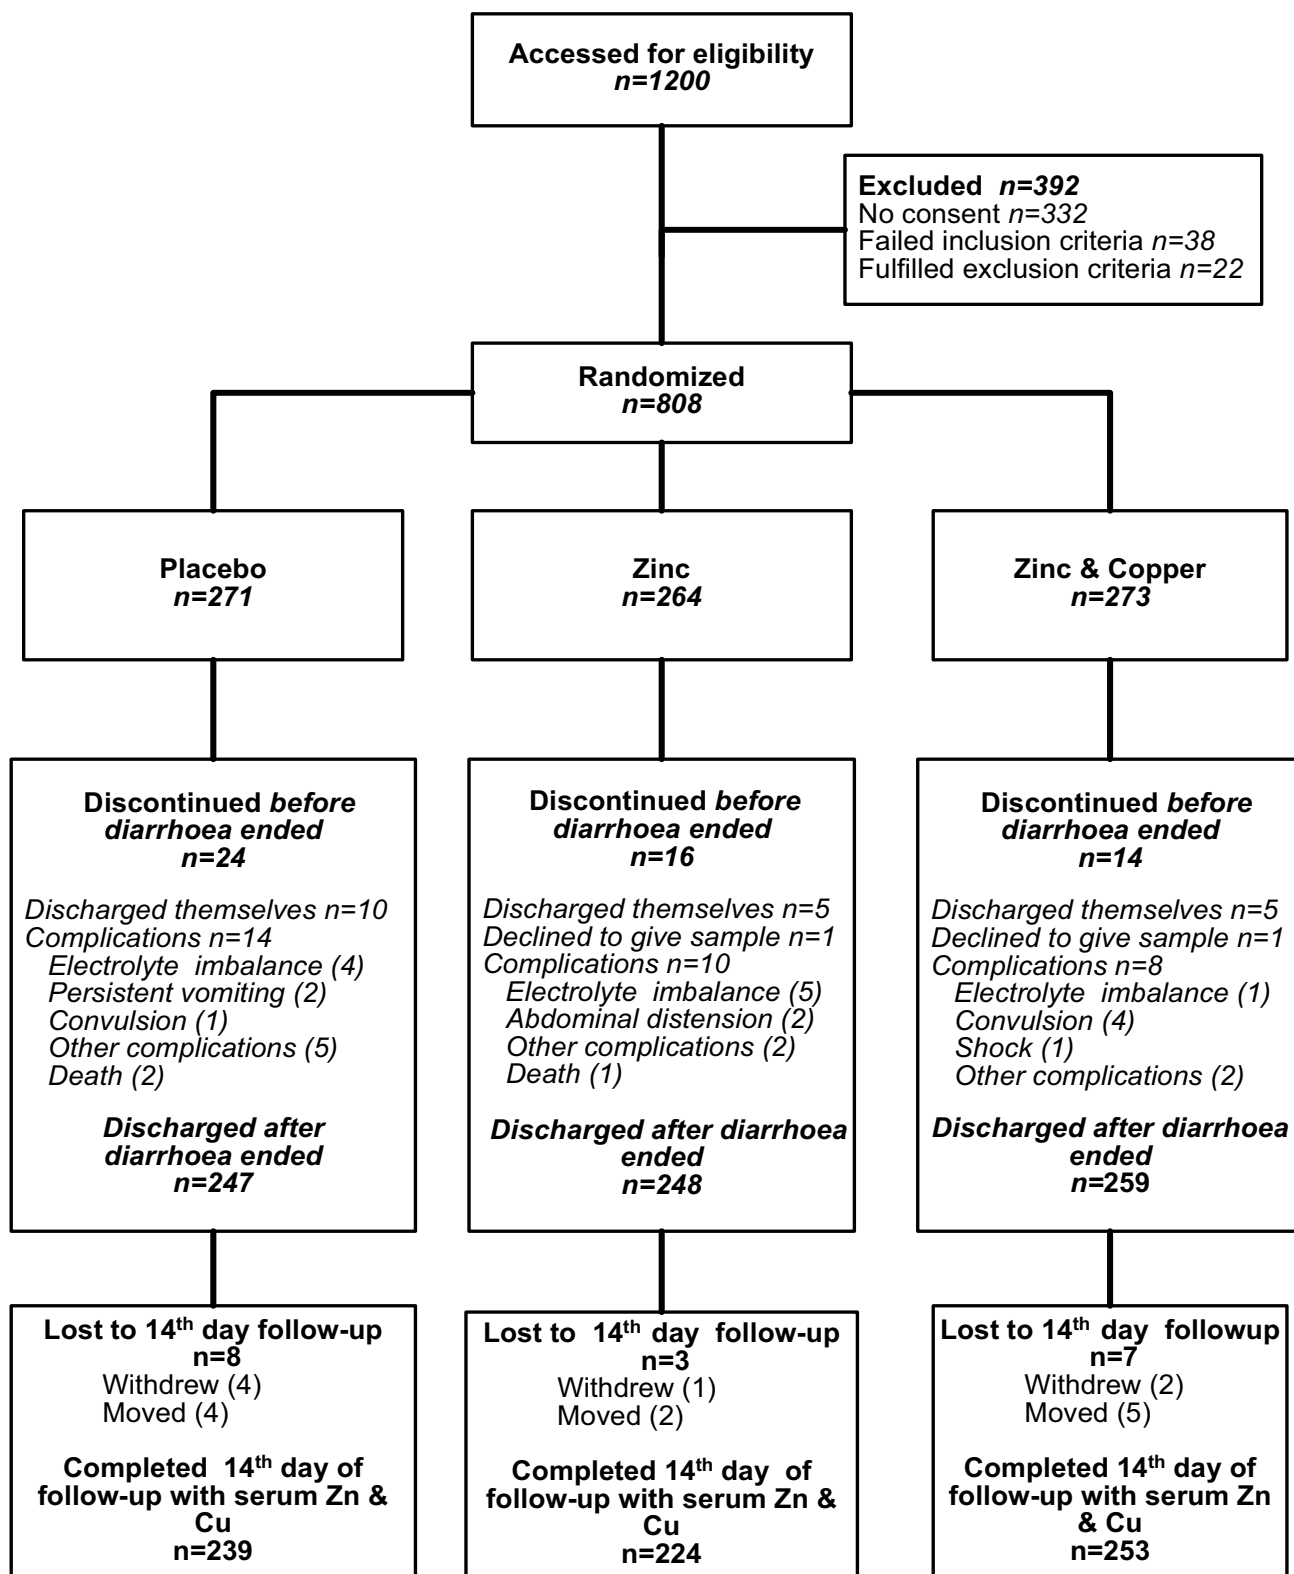 Accessed for eligibility
n=1200
Excluded n=392
No consent n=332
Failed inclusion criteria n=38
Fulfilled exclusion criteria n=22
Randomized
n=808
Placebo
n=271
Zinc
n=264
Zinc & Copper
n=273
Discontinued before
diarrhoea ended
n=24
Discharged themselves n=10
Complications n=14
Electrolyte imbalance (4)
Persistent vomiting (2)
Convulsion (1)
Other complications (5)
Death (2)
Discharged after
diarrhoea ended
n=247
Discontinued before
diarrhoea ended
n=16
Discharged themselves n=5
Declined to give sample n=1
Complications n=10
Electrolyte imbalance (5)
Abdominal distension (2)
Other complications (2)
Death (1)
Discharged after diarrhoea
ended
n=248
Discontinued before
diarrhoea ended
n=14
Discharged themselves n=5
Declined to give sample n=1
Complications n=8
Electrolyte imbalance (1)
Convulsion (4)
Shock (1)
Other complications (2)
Discharged after diarrhoea
ended
n=259
Lost to 14th day follow-up
n=8
Withdrew (4)
Moved (4)
Completed 14th day of
follow-up with serum Zn &
Cu
n=239
Lost to 14th day follow-up
n=3
Withdrew (1)
Moved (2)
Completed 14th day of
follow-up with serum Zn &
Cu
n=224
Lost to 14th day followup
n=7
Withdrew (2)
Moved (5)
Completed 14th day of
follow-up with serum Zn
& Cu
n=253